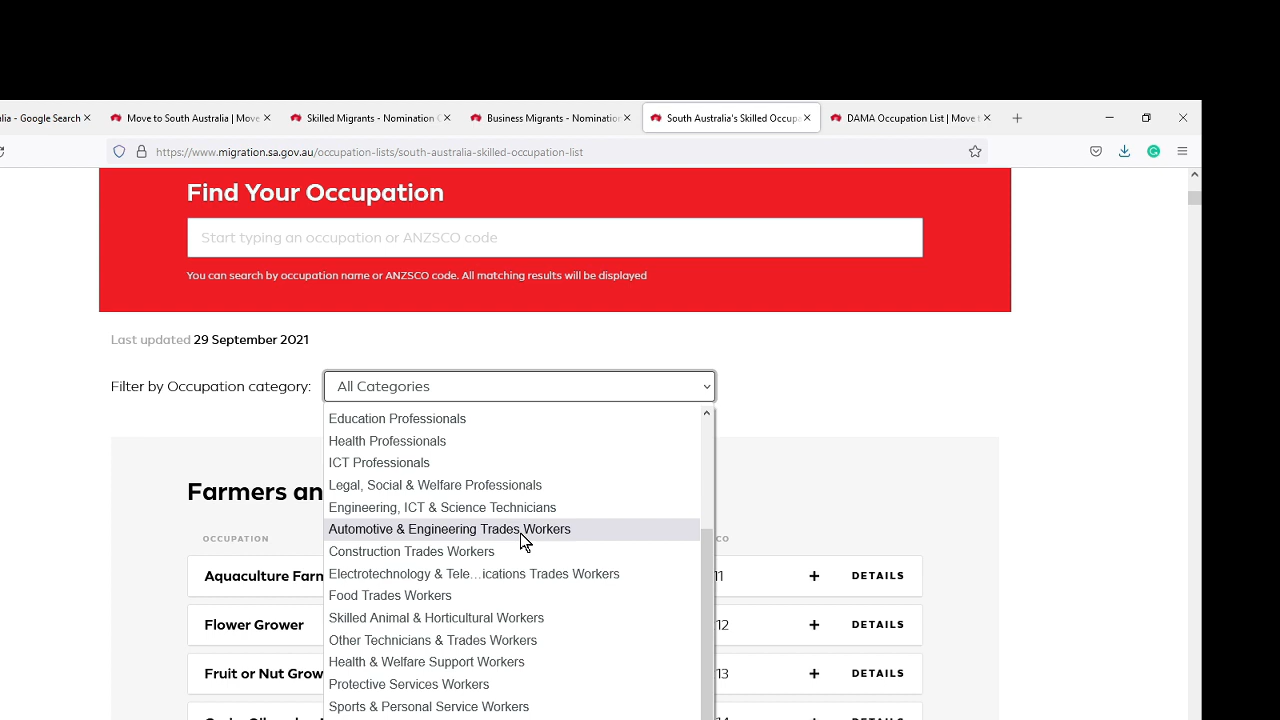 lia - Google Search
Move to South Australia | Move
Skilled Migrants - Nomination
Business Migrants - Nomination
South Australia's Skilled Occupa
DAMA Occupation List | Move
https://www.migration.sa.gov.au/occupation-lists/south-australia-skilled-occupation-list
Find Your Occupation
Start typing an occupation or ANZSCO code
You can search by occupation name or ANZSCO code. All matching results will be displayed
Last updated 29 September 2021
Filter by Occupation category: All Categories
Education Professionals
Health Professionals
ICT Professionals
Legal, Social & Welfare Professionals
Engineering, ICT & Science Technicians
Automotive & Engineering Trades Workers
Construction Trades Workers
Electrotechnology & Tele...ications Trades Workers
Food Trades Workers
Skilled Animal & Horticultural Workers
Other Technicians & Trades Workers
Health & Welfare Support Workers
Protective Services Workers
Sports & Personal Service Workers
Farmers an
OCCUPATION CO
Aquaculture Farm 11 + DETAILS
Flower Grower 12 + DETAILS
Fruit or Nut Grow 13 + DETAILS